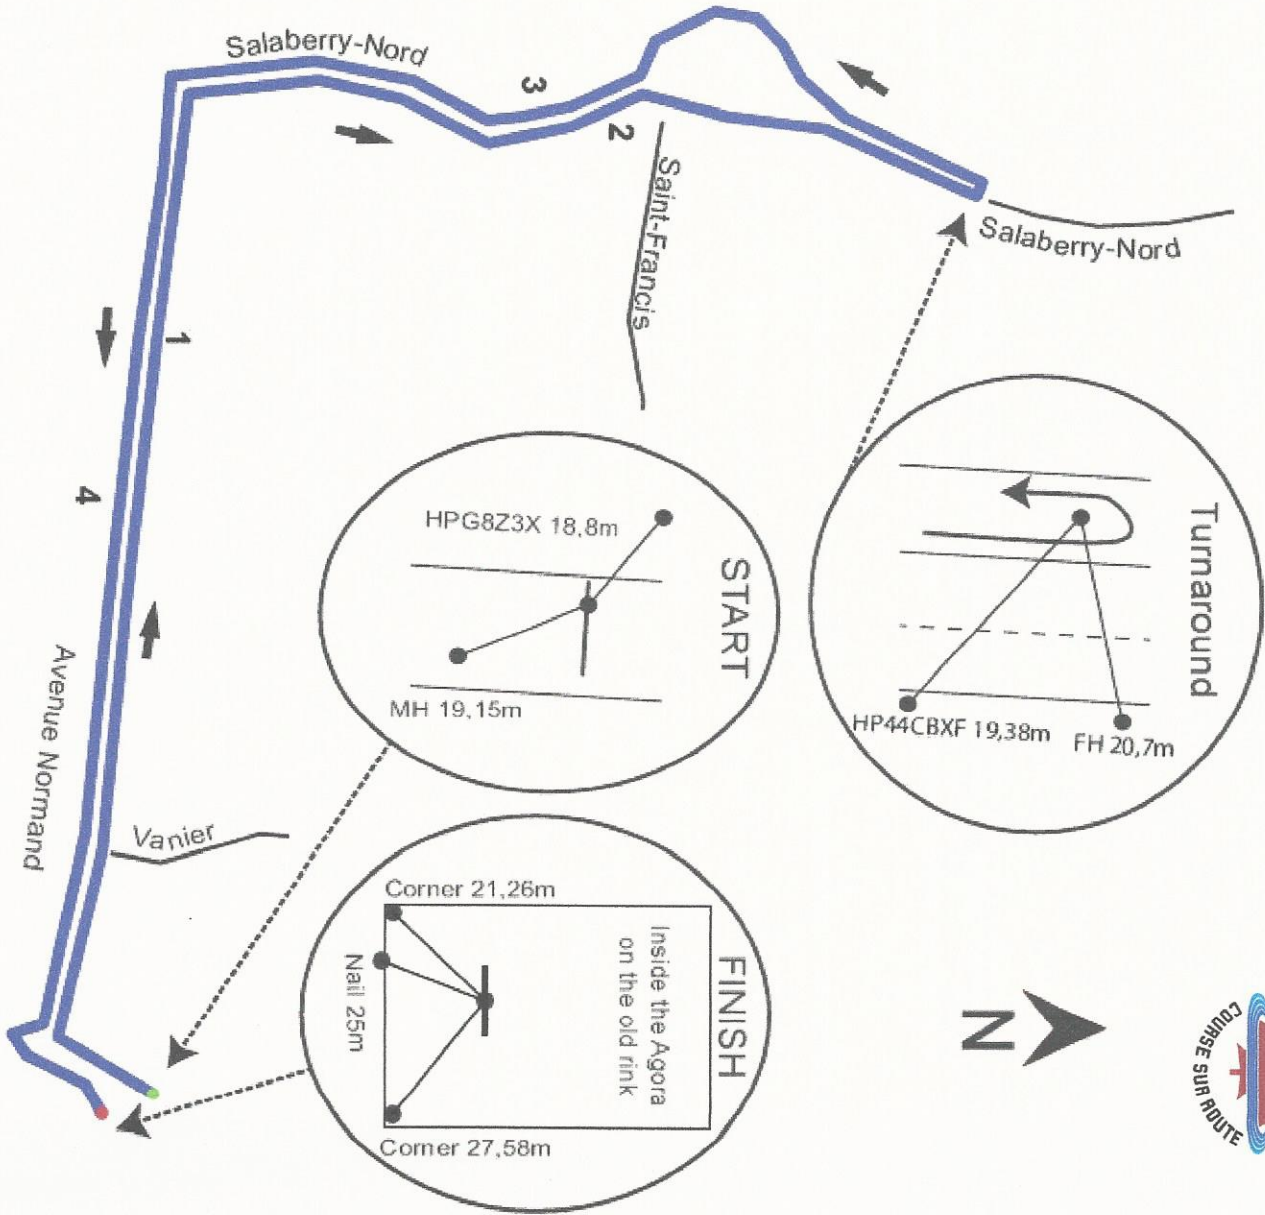 Salaberry-Nord
3
2
Saint-Francis
Salaberry-Nord
1
4
Turnaround
HP44CBXF 19,38m
FH 20,7m
START
HPG8Z3X 18,8m
MH 19,15m
Avenue Normand
Vanier
FINISH
Corner 21,26m
Inside the Agora
on the old rink
Nail 25m
Corner 27,58m
N
COURSE SUR ROUTE